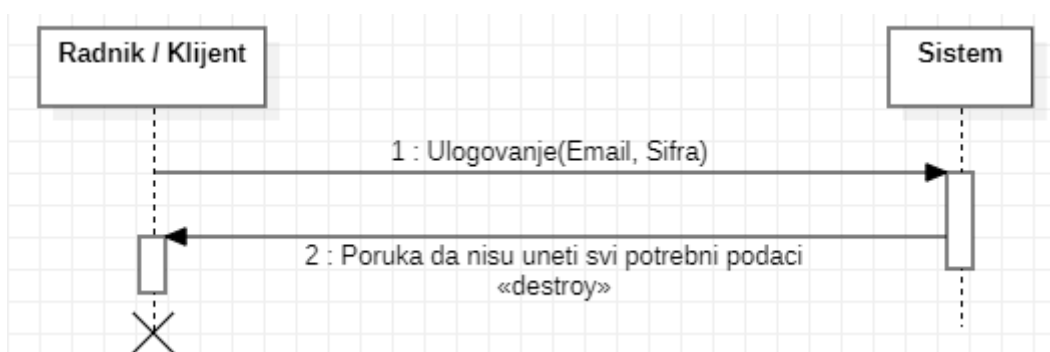 Radnik / Klijent
Sistem
1 : Ulogovanje(Email, Sifra)
2 : Poruka da nisu uneti svi potrebni podaci
«destroy»